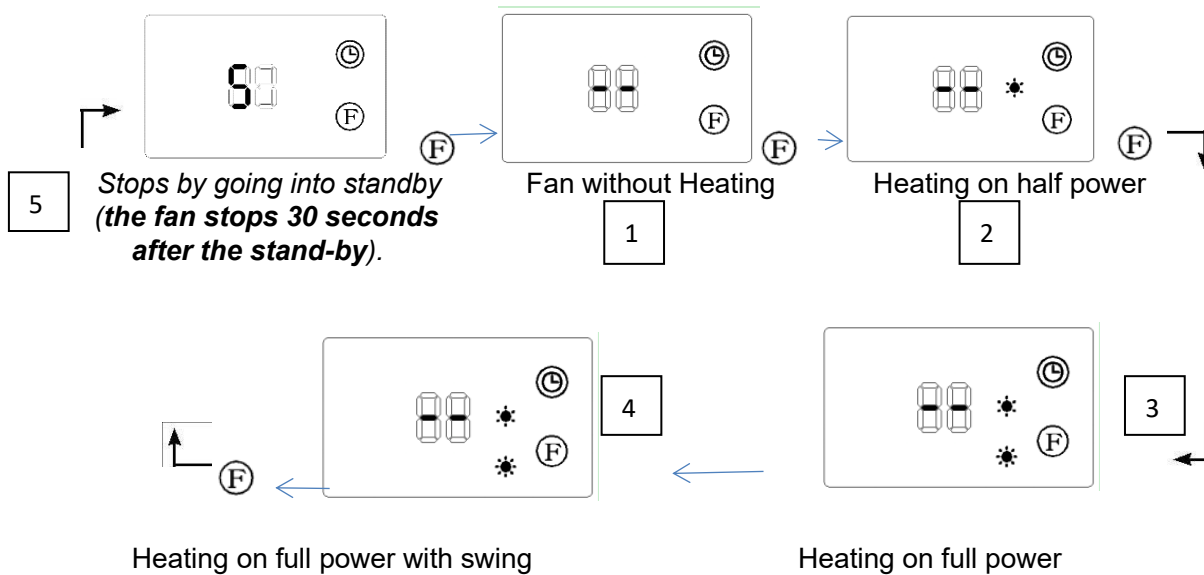 S
F
F
F
F
F
F
5
Stops by going into standby
(the fan stops 30 seconds
after the stand-by).
Fan without Heating
1
Heating on half power
2
--
F
F
4
--
F
3
Heating on full power with swing
Heating on full power